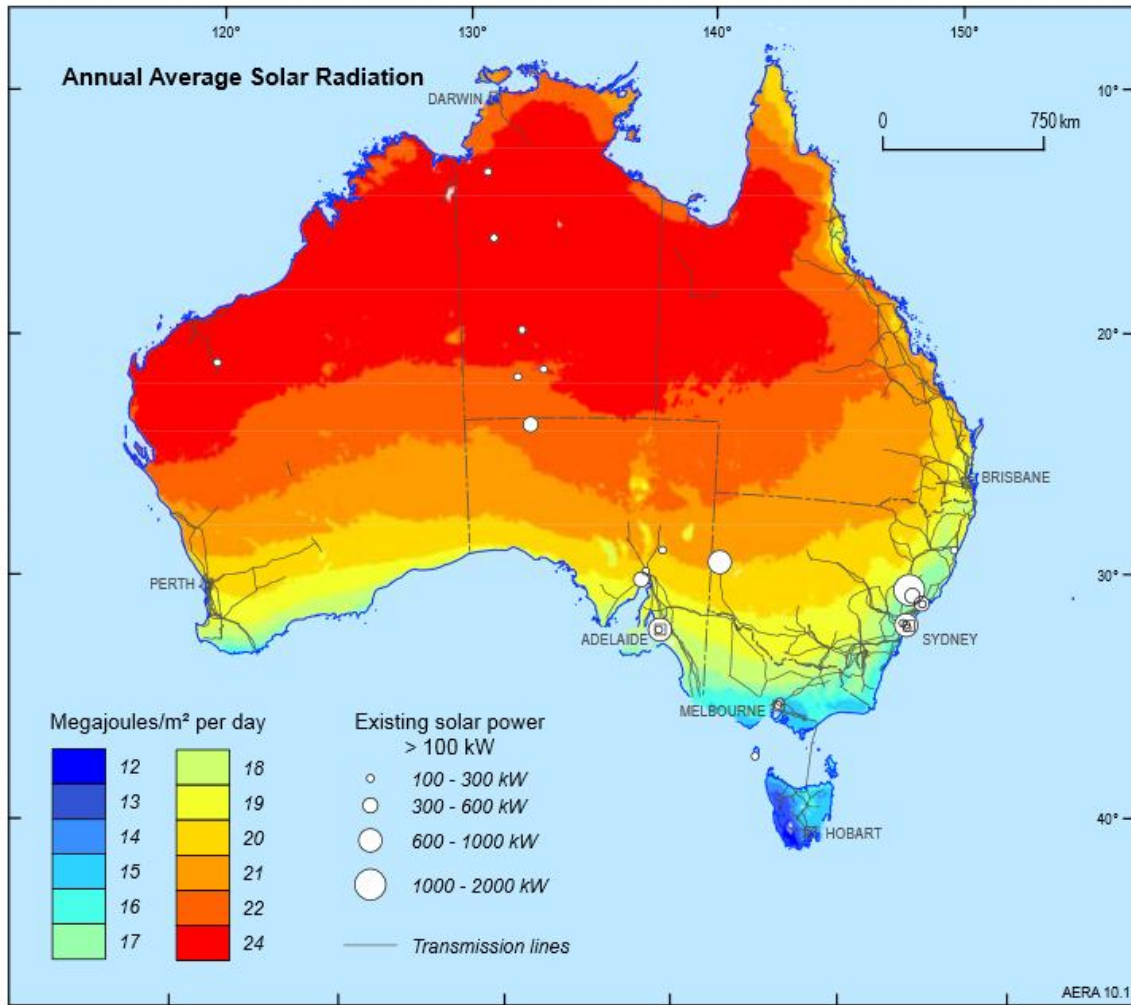 120°
130°
140°
150°
Annual Average Solar Radiation
DARWIN
10°
0
750 km
20°
BRISBANE
PERTH
30°
ADELAIDE
SYDNEY
MELBOURNE
Megajoules/m² per day
Existing solar power
> 100 kW
12
18
100 - 300 kW
13
19
300 - 600 kW
14
20
600 - 1000 kW
15
21
1000 - 2000 kW
16
22
17
24
Transmission lines
HOBART
40°
AERA 10.1